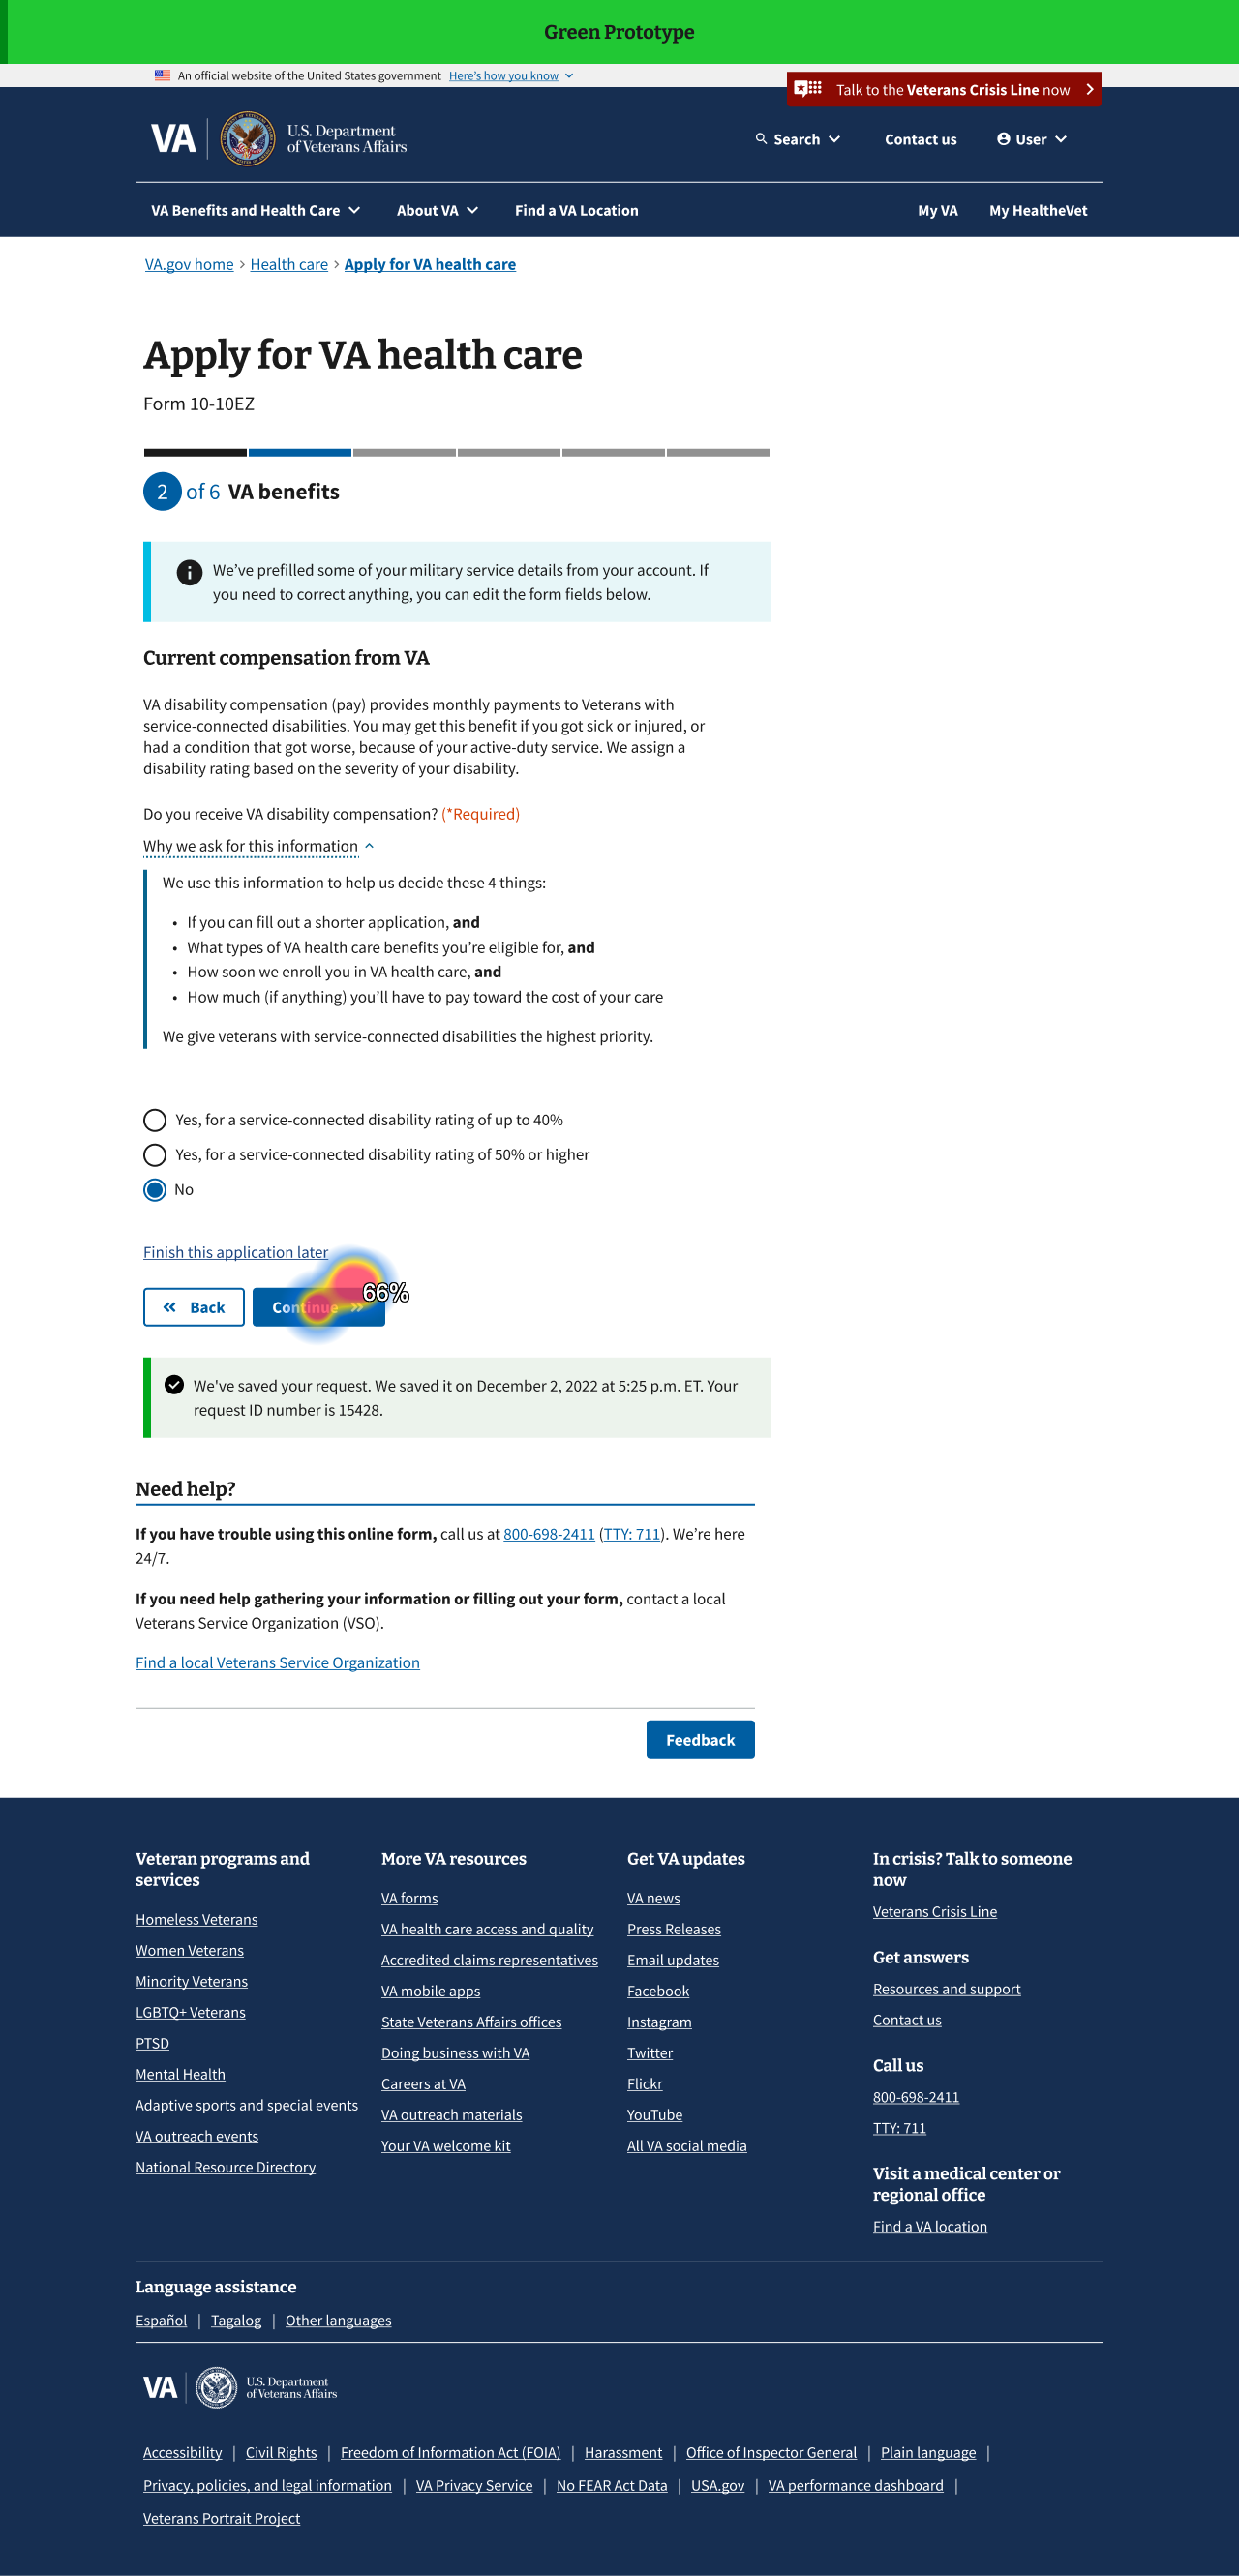 Green Prototype
An official website of the United States government Here’s how you know
Talk to the Veterans Crisis Line now
VA U.S. Department
of Veterans Affairs
Search Contact us User
VA Benefits and Health Care About VA Find a VA Location My VA My HealtheVet
VA.gov home > Health care > Apply for VA health care
Apply for VA health care
Form 10-10EZ
2 of 6 VA benefits
We’ve prefilled some of your military service details from your account. If
you need to correct anything, you can edit the form fields below.
Current compensation from VA
VA disability compensation (pay) provides monthly payments to Veterans with
service-connected disabilities. You may get this benefit if you got sick or injured, or
had a condition that got worse, because of your active-duty service. We assign a
disability rating based on the severity of your disability.
Do you receive VA disability compensation? (*Required)
Why we ask for this information
We use this information to help us decide these 4 things:
• If you can fill out a shorter application, and
• What types of VA health care benefits you’re eligible for, and
• How soon we enroll you in VA health care, and
• How much (if anything) you’ll have to pay toward the cost of your care
We give veterans with service-connected disabilities the highest priority.
Yes, for a service-connected disability rating of up to 40%
Yes, for a service-connected disability rating of 50% or higher
No
Finish this application later
66%
« Back Continue »
We've saved your request. We saved it on December 2, 2022 at 5:25 p.m. ET. Your
request ID number is 15428.
Need help?
If you have trouble using this online form, call us at 800-698-2411 (TTY: 711). We’re here
24/7.
If you need help gathering your information or filling out your form, contact a local
Veterans Service Organization (VSO).
Find a local Veterans Service Organization
Feedback
Veteran programs and
services
Homeless Veterans
Women Veterans
Minority Veterans
LGBTQ+ Veterans
PTSD
Mental Health
Adaptive sports and special events
VA outreach events
National Resource Directory
More VA resources
VA forms
VA health care access and quality
Accredited claims representatives
VA mobile apps
State Veterans Affairs offices
Doing business with VA
Careers at VA
VA outreach materials
Your VA welcome kit
Get VA updates
VA news
Press Releases
Email updates
Facebook
Instagram
Twitter
Flickr
YouTube
All VA social media
In crisis? Talk to someone
now
Veterans Crisis Line
Get answers
Resources and support
Contact us
Call us
800-698-2411
TTY: 711
Visit a medical center or
regional office
Find a VA location
Language assistance
Español | Tagalog | Other languages
VA U.S. Department
of Veterans Affairs
Accessibility | Civil Rights | Freedom of Information Act (FOIA) | Harassment | Office of Inspector General | Plain language |
Privacy, policies, and legal information | VA Privacy Service | No FEAR Act Data | USA.gov | VA performance dashboard |
Veterans Portrait Project